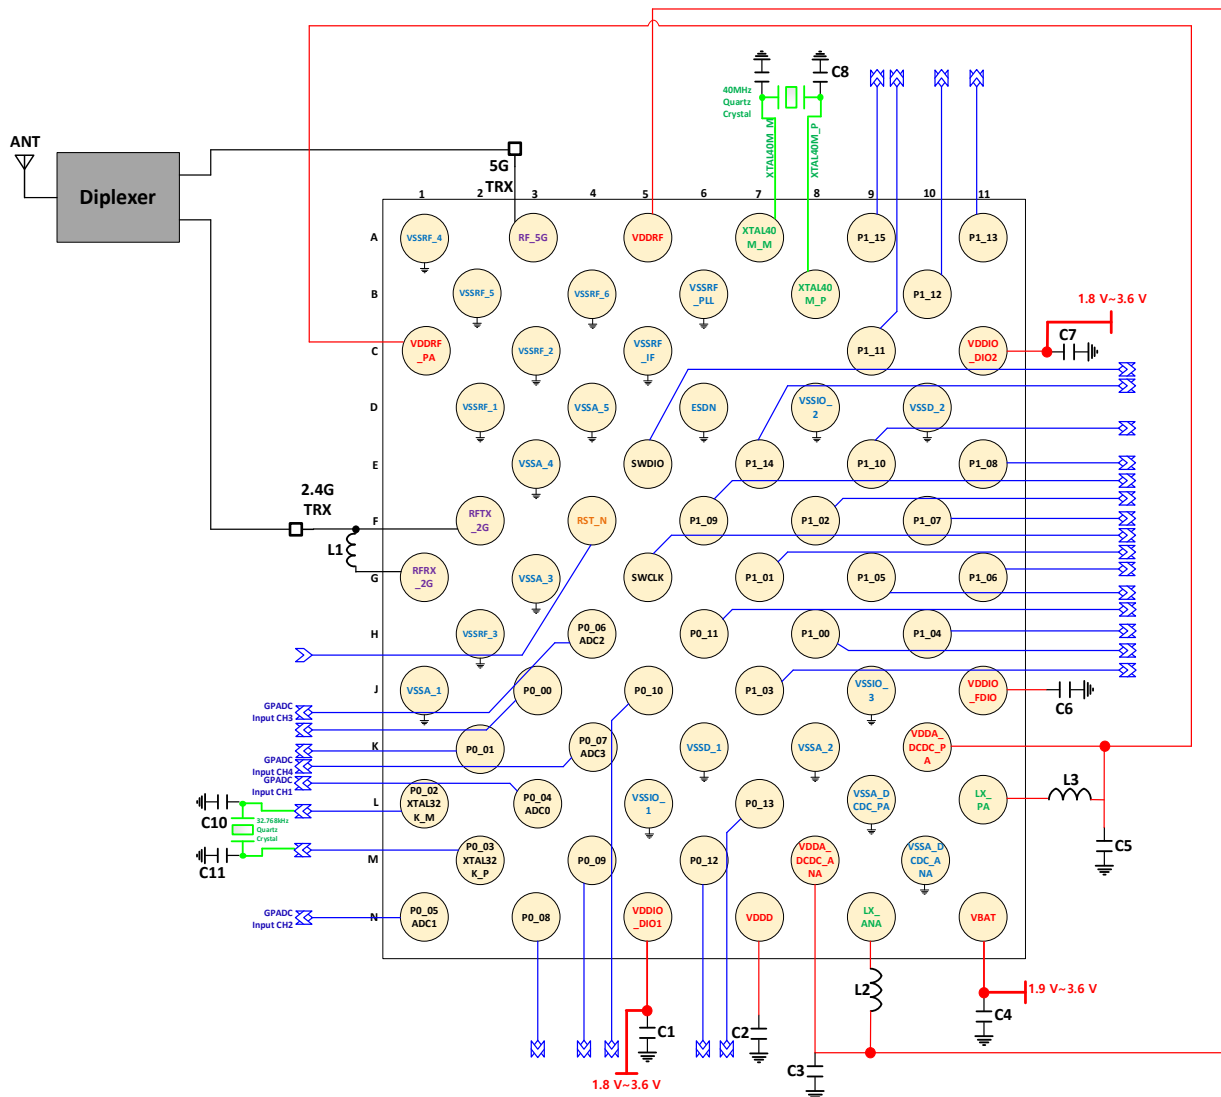 C8
40MHz
Quartz
Crystal
XTAL40M_M
XTAL40M_P
ANT
Diplexer
5G
TRX
1
2
3
4
5
6
7
8
9
10
11
A
VSSRF_4
RF_5G
VDDRF
XTAL40
M_M
P1_15
P1_13
B
VSSRF_5
VSSRF_6
VSSRF
_PLL
XTAL40
M_P
P1_12
1.8 V~3.6 V
C7
C
VDDRF
_PA
VSSRF_2
VSSRF
_IF
P1_11
VDDIO
_DIO2
D
VSSRF_1
VSSA_5
ESDN
VSSIO_
2
VSSD_2
E
VSSA_4
SWDIO
P1_14
P1_10
P1_08
2.4G
TRX
F
RFTX
_2G
RST_N
P1_09
P1_02
P1_07
L1
G
RFRX
_2G
VSSA_3
SWCLK
P1_01
P1_05
P1_06
H
VSSRF_3
P0_06
ADC2
P0_11
P1_00
P1_04
J
VSSA_1
P0_00
P0_10
P1_03
VSSIO_
3
VDDIO
_FDIO
C6
GPADC
Input CH3
K
P0_01
P0_07
ADC3
VSSD_1
VSSA_2
VDDA_
DCDC_P
A
GPADC
Input CH4
GPADC
Input CH1
L
P0_02
XTAL32
K_M
P0_04
ADC0
VSSIO_
1
P0_13
VSSA_D
CDC_PA
LX_
PA
L3
C10
32.768kHz
Quartz
Crystal
C11
C5
M
P0_03
XTAL32
K_P
P0_09
P0_12
VDDA_
DCDC_A
NA
VSSA_D
CDC_A
NA
GPADC
Input CH2
N
P0_05
ADC1
P0_08
VDDIO
_DIO1
VDDD
LX_
ANA
VBAT
L2
1.9 V~3.6 V
C4
C1
C2
C3
1.8 V~3.6 V